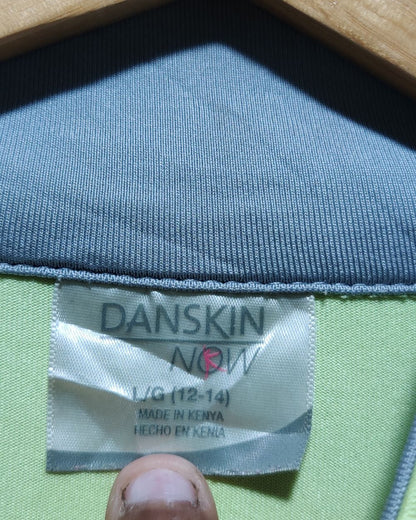 DANSKIN
NOW
L/G (12-14)
MADE IN KENYA
HECHO EN KENIA